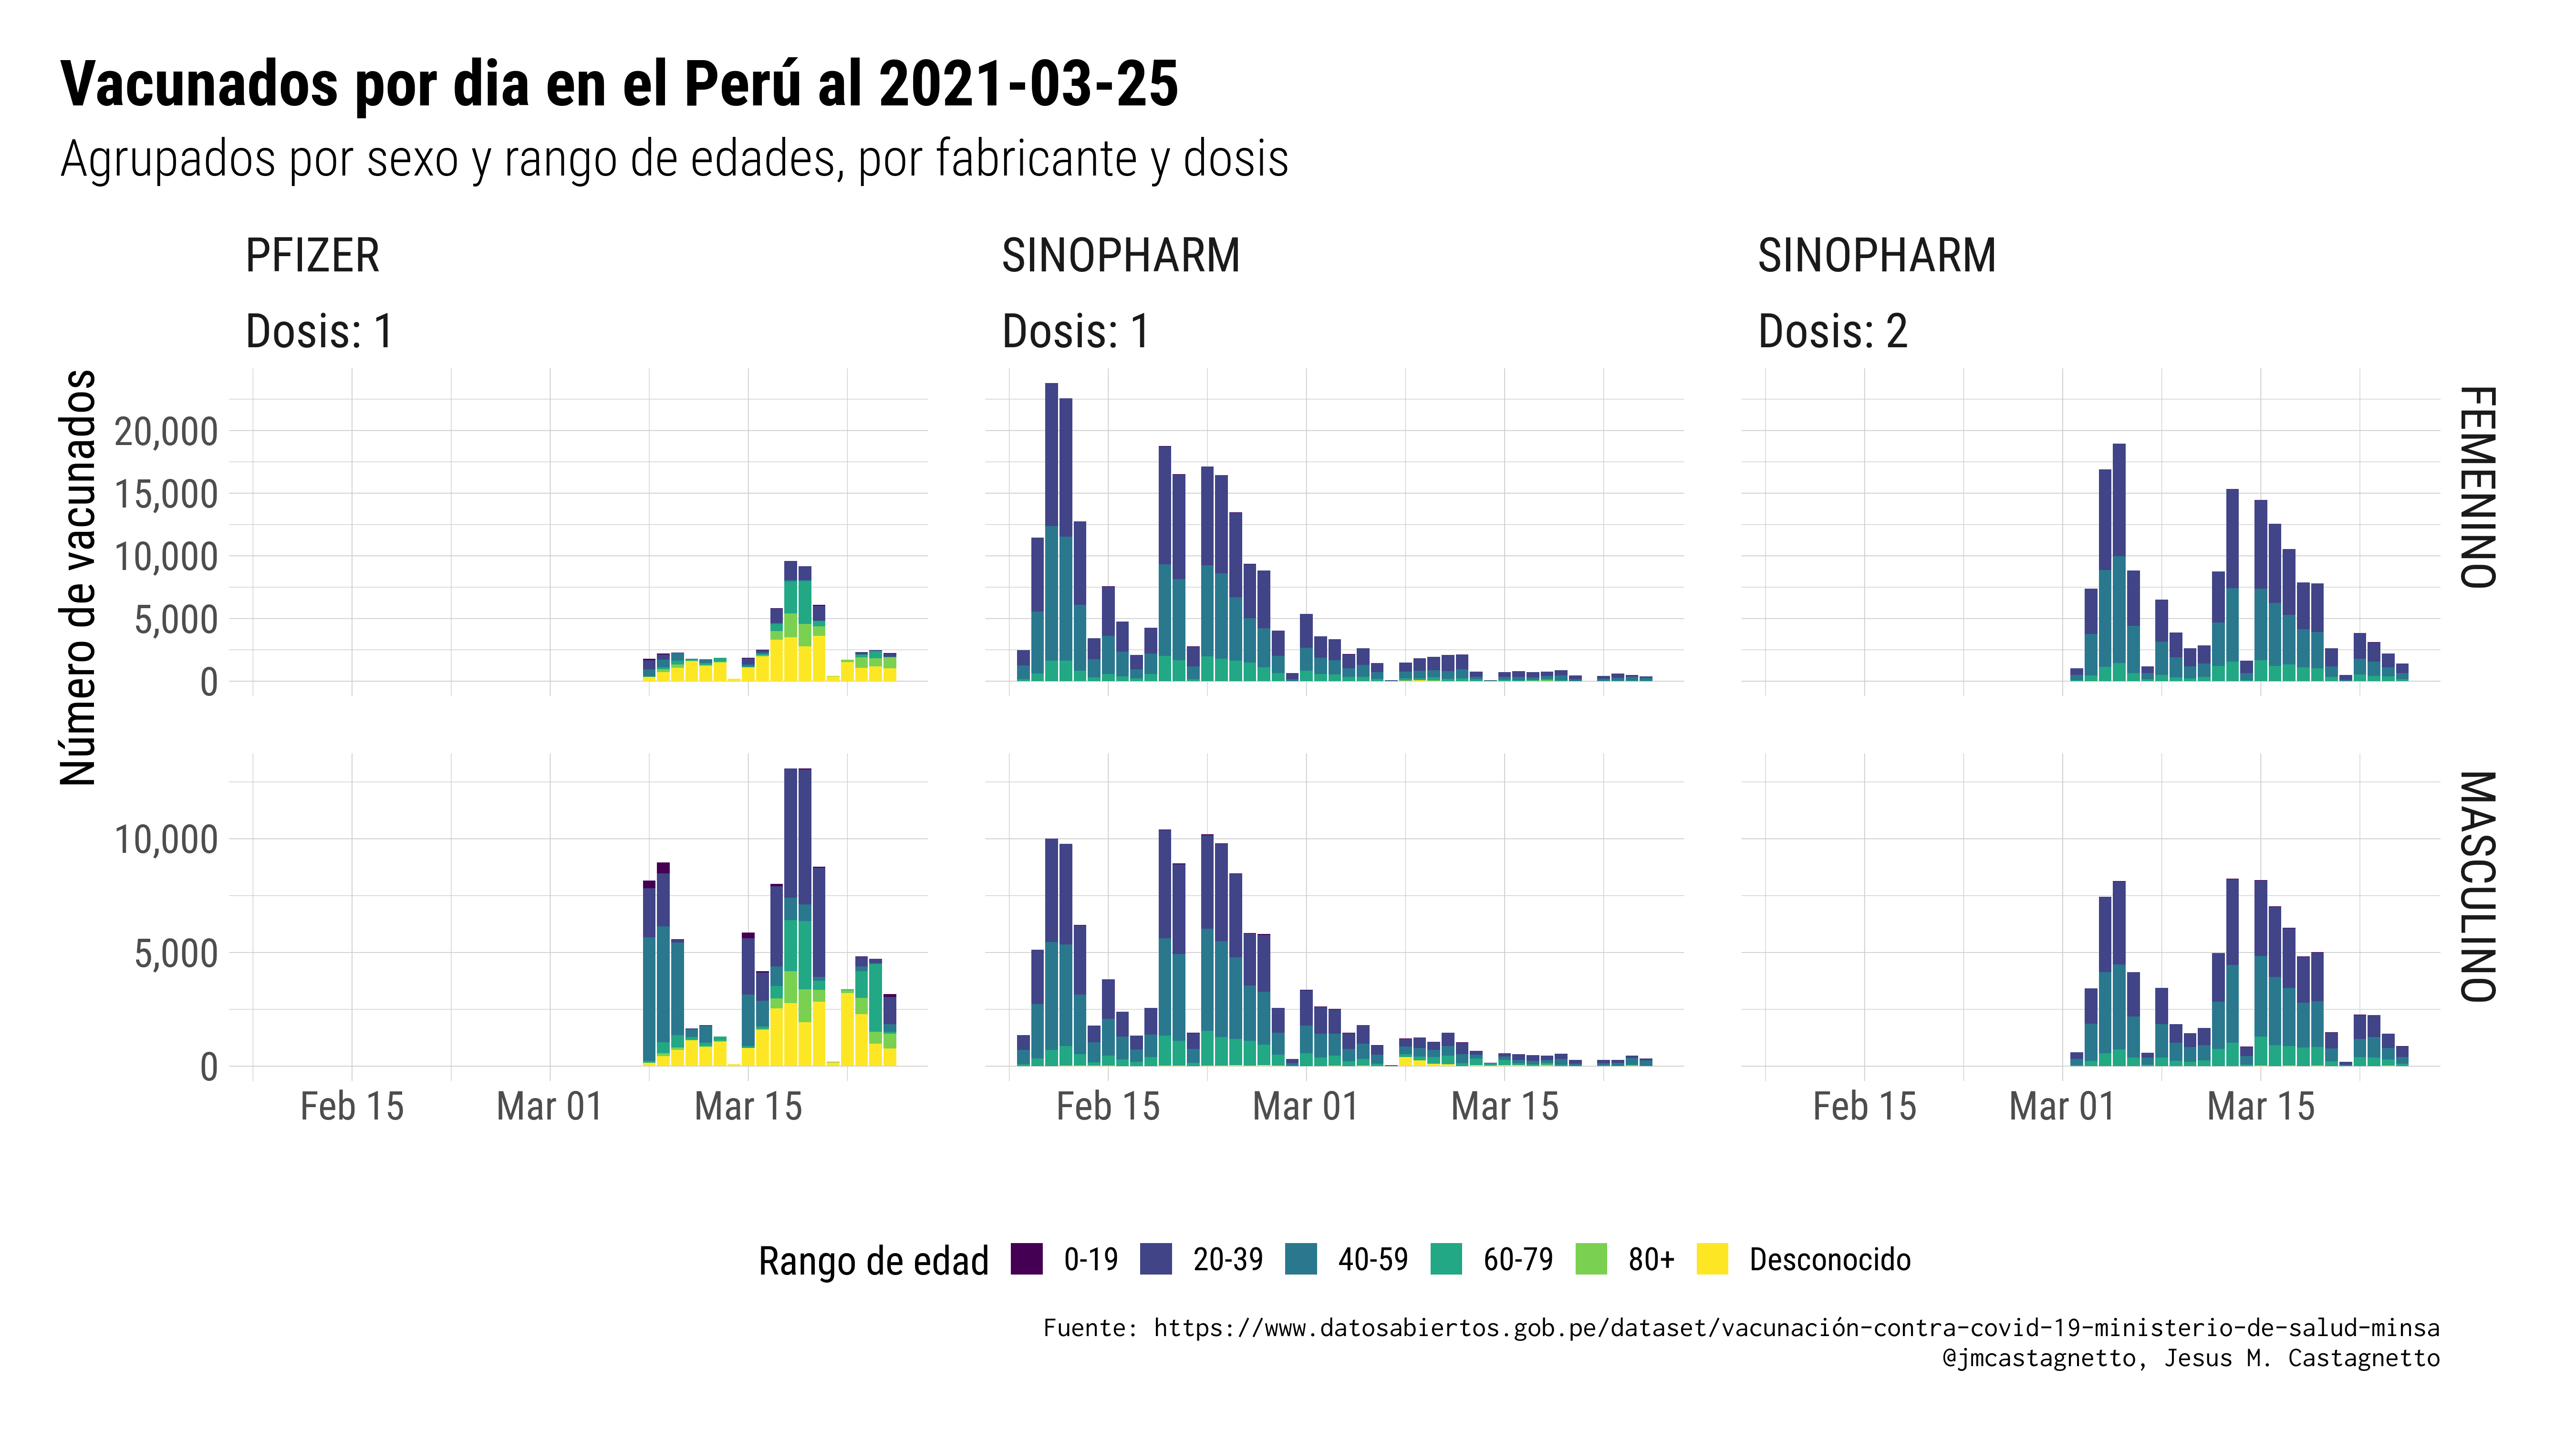 Vacunados por dia en el Perú al 2021-03-25
Agrupados por sexo y rango de edades, por fabricante y dosis
PFIZER
Dosis: 1
SINOPHARM
Dosis: 1
SINOPHARM
Dosis: 2
Número de vacunados
20,000
15,000
10,000
5,000
0
FEMENINO
10,000
5,000
0
MASCULINO
Feb 15 Mar 01 Mar 15
Feb 15 Mar 01 Mar 15
Feb 15 Mar 01 Mar 15
Rango de edad 0-19 20-39 40-59 60-79 80+ Desconocido
Fuente: https://www.datosabiertos.gob.pe/dataset/vacunación-contra-covid-19-ministerio-de-salud-minsa
@jmcastagnetto, Jesus M. Castagnetto